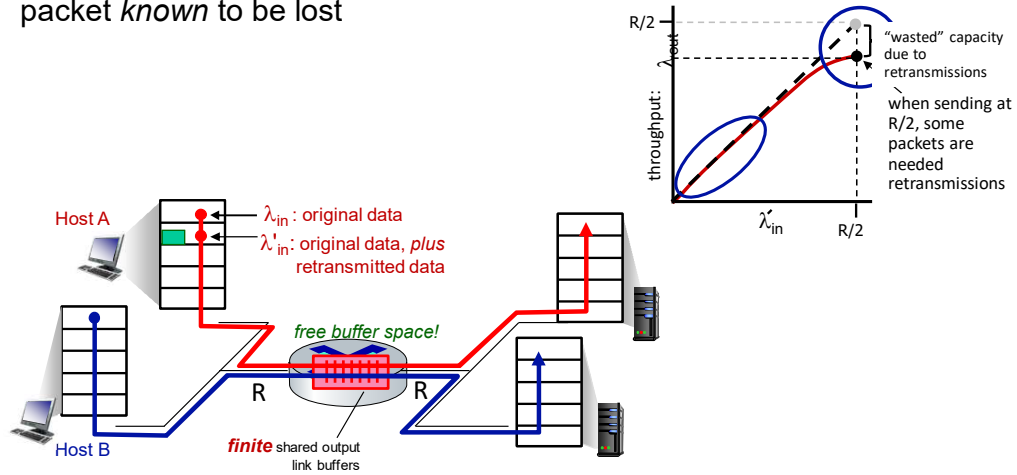 packet known to be lost
R/2
λout
throughput:
"wasted" capacity
due to
retransmissions
when sending at
R/2, some
packets are
needed
retransmissions
λ'in
R/2
Host A
λin : original data
λ'in: original data, plus
retransmitted data
free buffer space!
R
R
Host B
finite shared output
link buffers